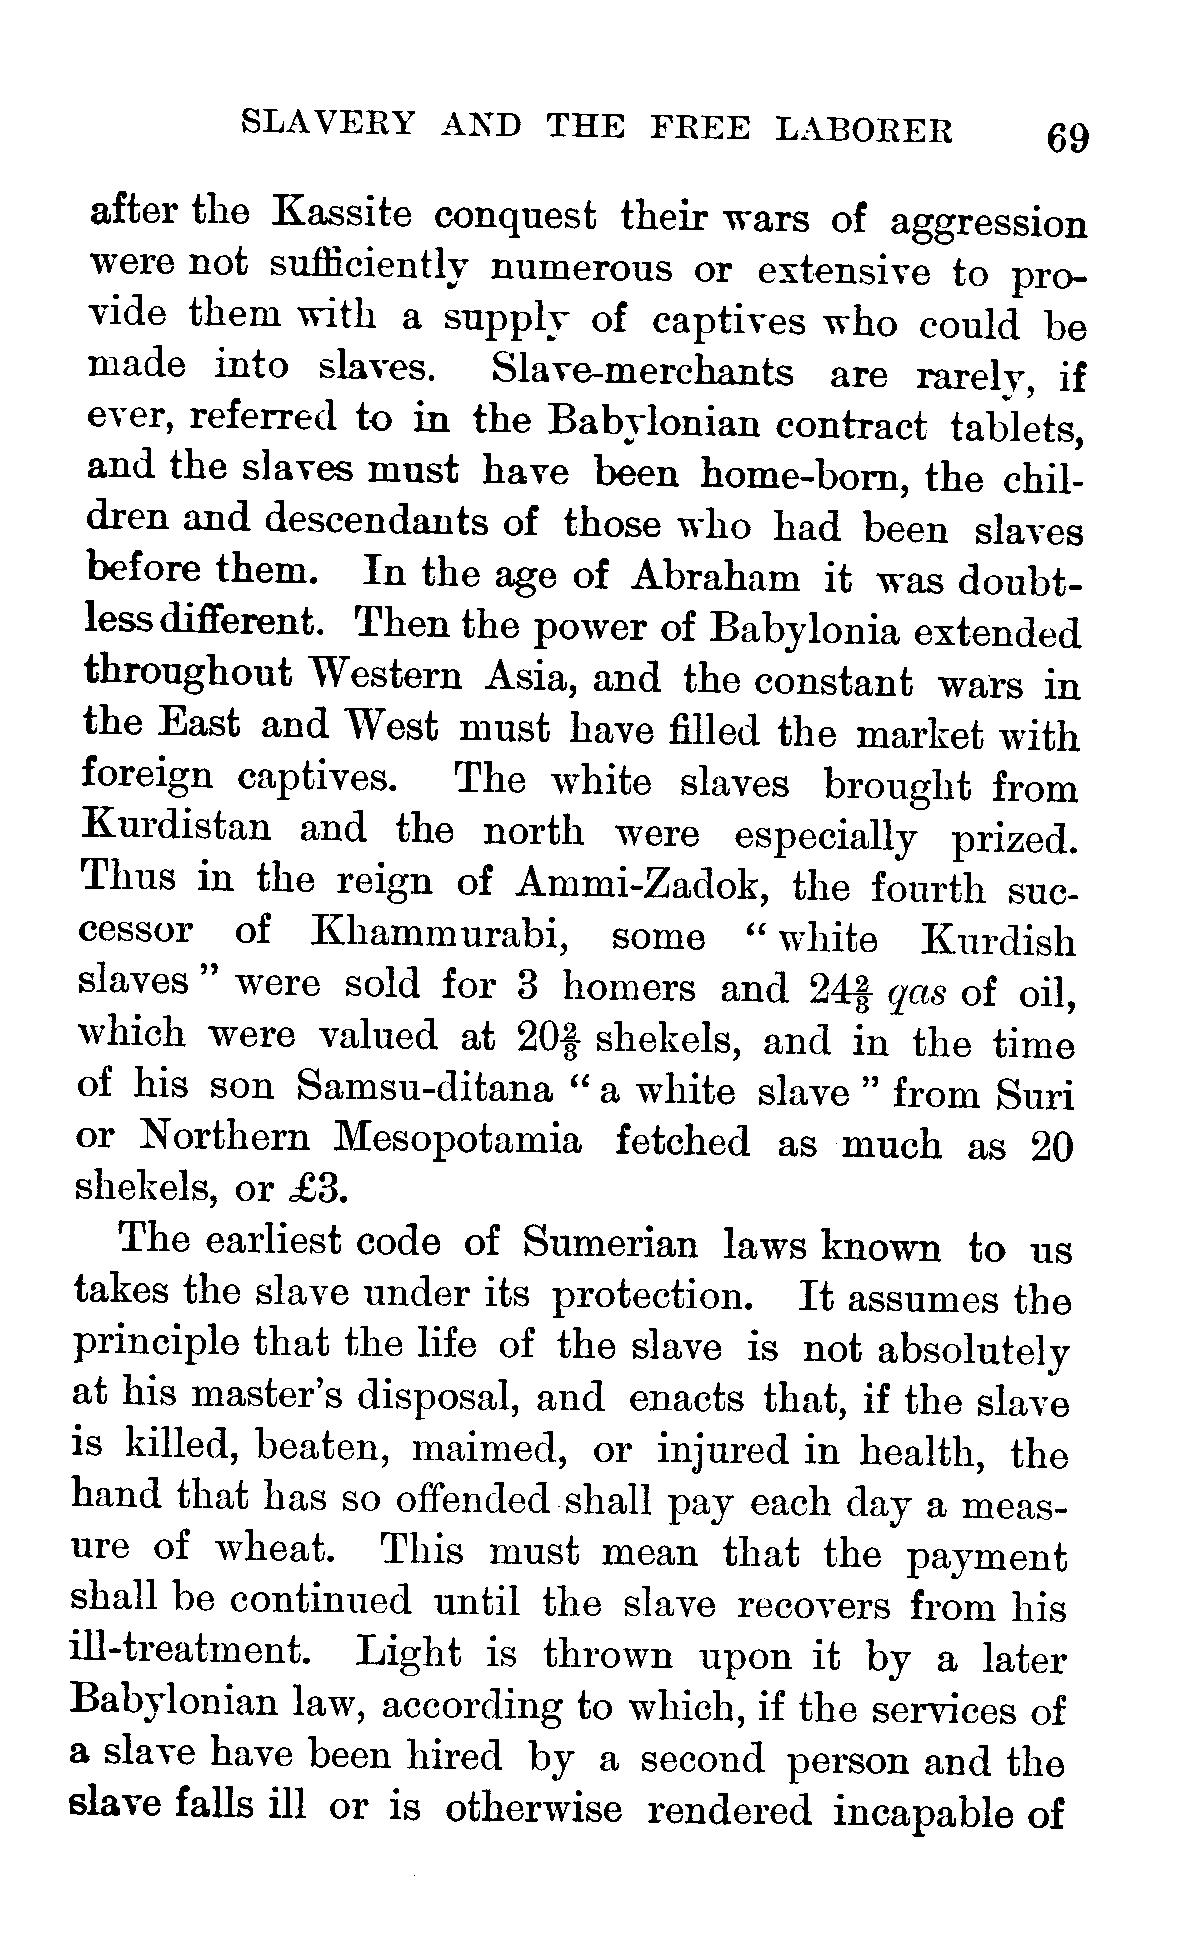 SLAVERY AND THE FREE LABORER 69
after the Kassite conquest their wars of aggression
were not sufficiently numerous or extensive to pro-
vide them with a supply of captives who could be
made into slaves. Slave-merchants are rarely, if
ever, referred to in the Babylonian contract tablets,
and the slaves must have been home-born, the chil-
dren and descendants of those who had been slaves
before them. In the age of Abraham it was doubt-
less different. Then the power of Babylonia extended
throughout Western Asia, and the constant wars in
the East and West must have filled the market with
foreign captives. The white slaves brought from
Kurdistan and the north were especially prized.
Thus in the reign of Ammi-Zadok, the fourth suc-
cessor of Khammurabi, some “ white Kurdish
slaves ” were sold for 3 homers and 24⅔ qas of oil,
which were valued at 20⅔ shekels, and in the time
of his son Samsu-ditana “ a white slave ” from Suri
or Northern Mesopotamia fetched as much as 20
shekels, or £3.
The earliest code of Sumerian laws known to us
takes the slave under its protection. It assumes the
principle that the life of the slave is not absolutely
at his master’s disposal, and enacts that, if the slave
is killed, beaten, maimed, or injured in health, the
hand that has so offended shall pay each day a meas-
ure of wheat. This must mean that the payment
shall be continued until the slave recovers from his
ill-treatment. Light is thrown upon it by a later
Babylonian law, according to which, if the services of
a slave have been hired by a second person and the
slave falls ill or is otherwise rendered incapable of